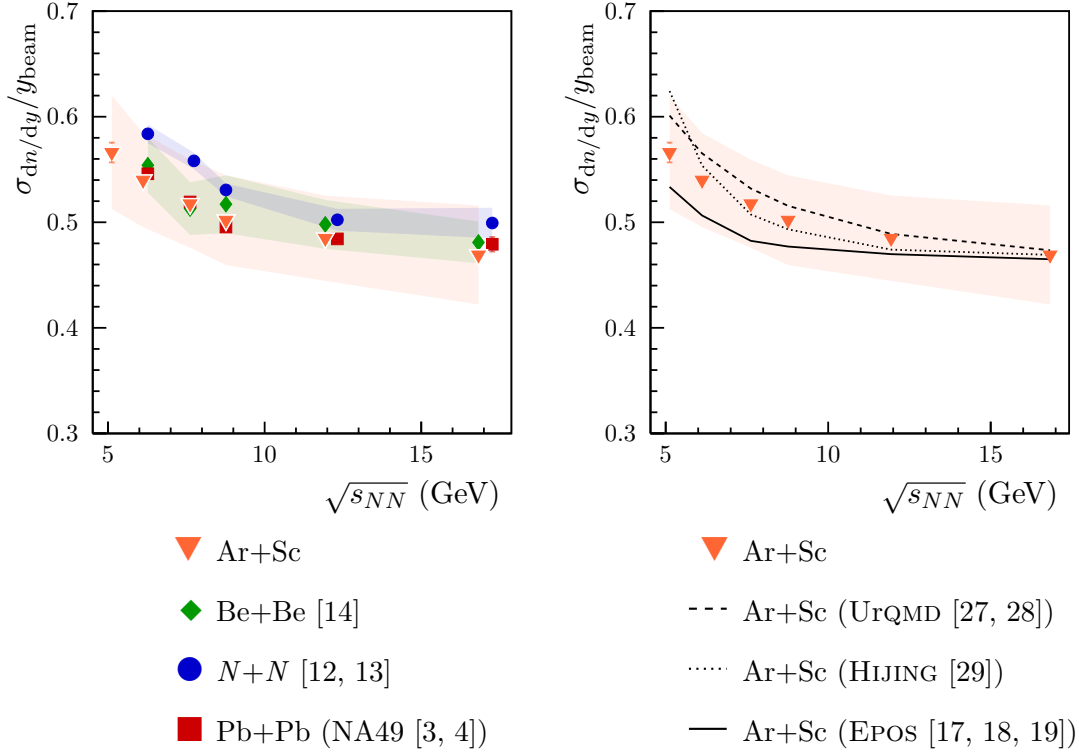 σdn/dy/ybeam
0.7
0.6
0.5
0.4
0.3
5
10
15
√sNN (GeV)
Ar+Sc
Be+Be [14]
N+N [12, 13]
Pb+Pb (NA49 [3, 4])
σdn/dy/ybeam
0.7
0.6
0.5
0.4
0.3
5
10
15
√sNN (GeV)
Ar+Sc
Ar+Sc (UrQMD [27, 28])
Ar+Sc (HIJING [29])
Ar+Sc (EPOS [17, 18, 19])